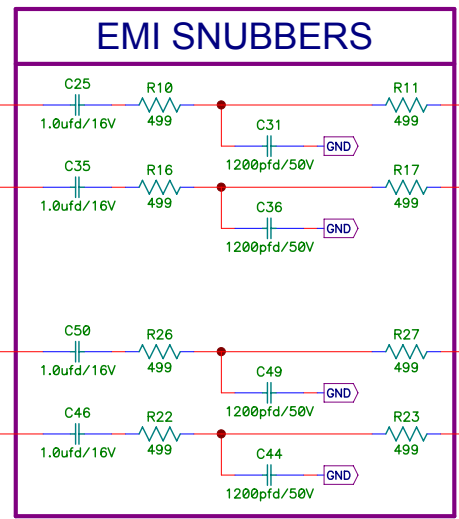 EMI SNUBBERS
C25 R10 R11
1.0ufd/16V 499 499
C31
GND
1200pfd/50V
C35 R16 R17
1.0ufd/16V 499 499
C36
GND
1200pfd/50V
C50 R26 R27
1.0ufd/16V 499 499
C49
GND
1200pfd/50V
C46 R22 R23
1.0ufd/16V 499 499
C44
GND
1200pfd/50V